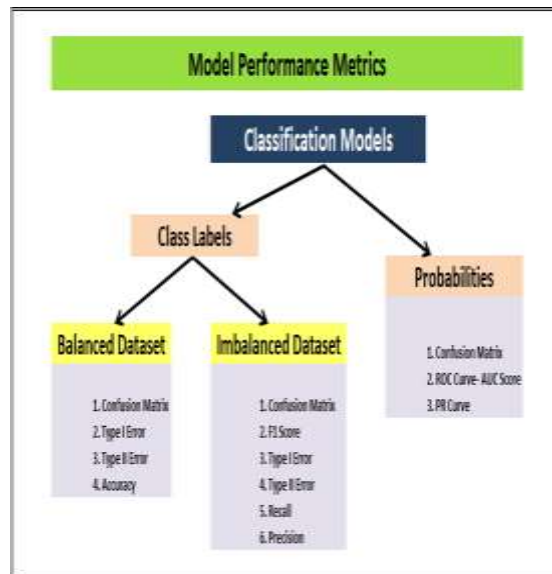 Model Performance Metrics
Classification Models
Class Labels
Probabilities
1. Confusion Matrix
2. ROC Curve- AUC Score
3. PR Curve
Balanced Dataset
1. Confusion Matrix
2. Type I Error
3. Type II Error
4. Accuracy
Imbalanced Dataset
1. Confusion Matrix
2. F1 Score
3. Type I Error
4. Type II Error
5. Recall
6. Precision